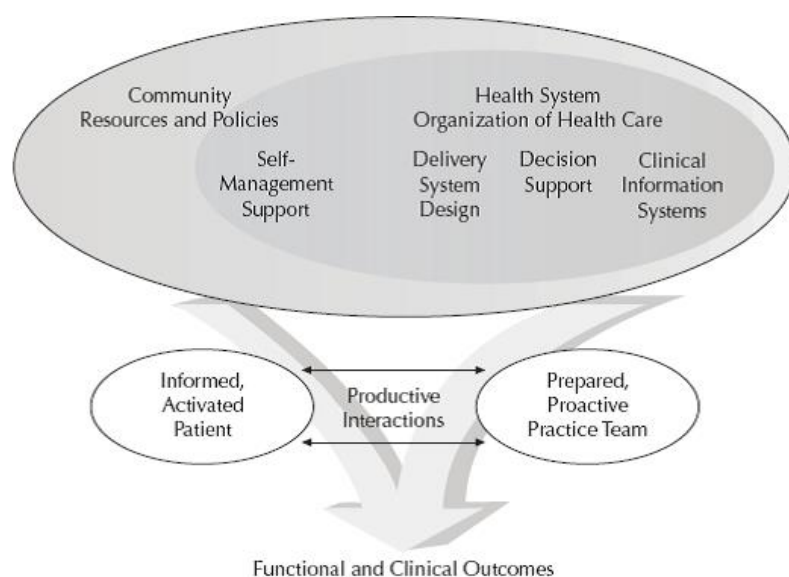 Community
Resources and Policies
Health System
Organization of Health Care
Self-
Management
Support
Delivery
System
Design
Decision
Support
Clinical
Information
Systems
Informed,
Activated
Patient
Productive
Interactions
Prepared,
Proactive
Practice Team
Functional and Clinical Outcomes